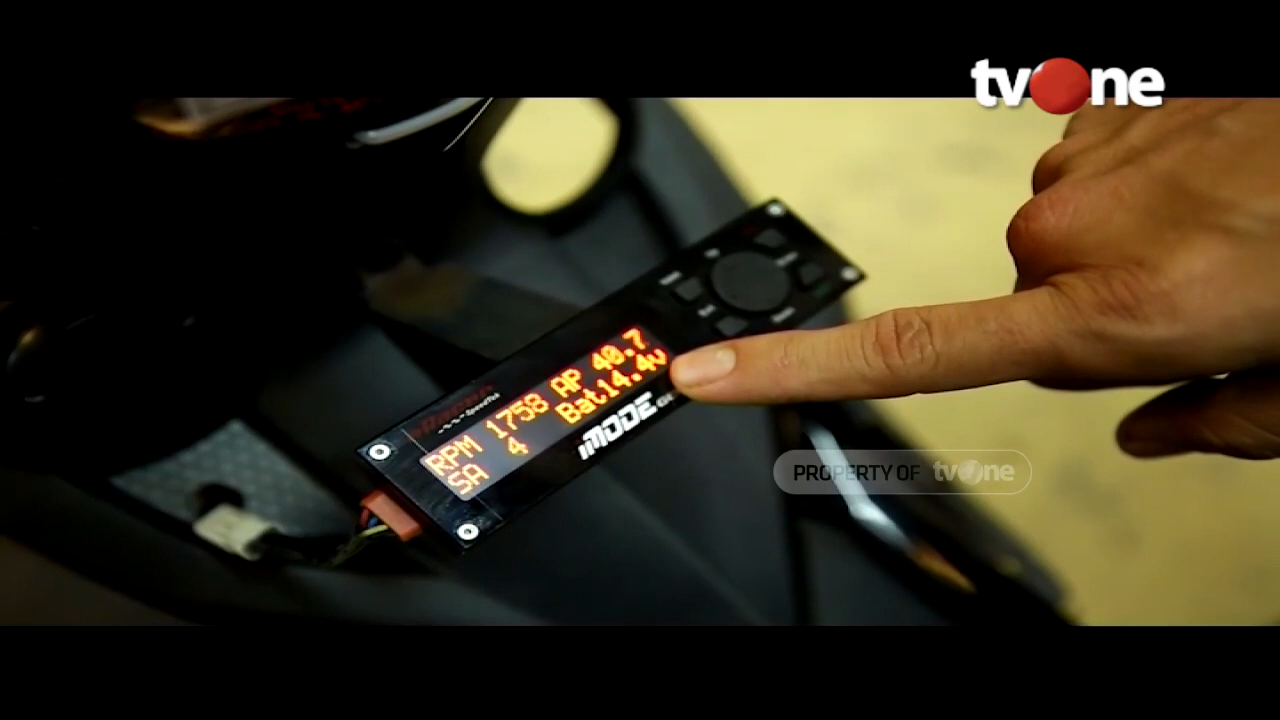 tvOne
RPM 1758 AP 40.7
SA 4 Bat14.4v
iMODE
PROPERTY OF tvOne